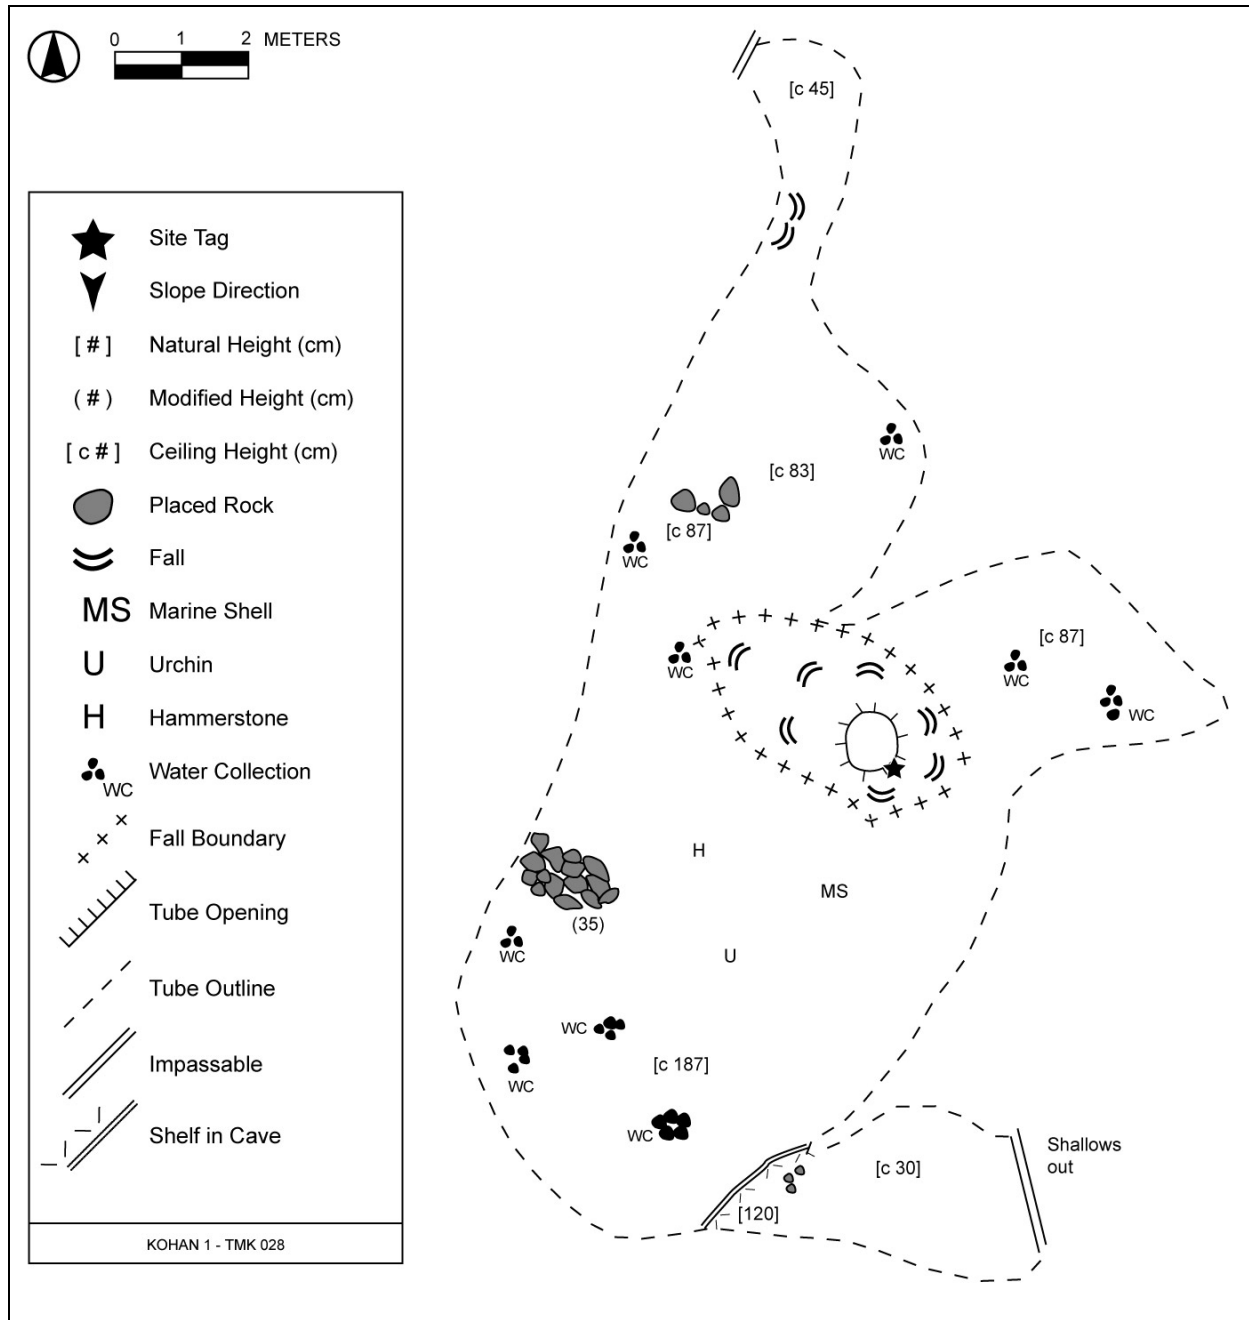 0 1 2 METERS
Site Tag
Slope Direction
[ # ] Natural Height (cm)
( # ) Modified Height (cm)
[ c # ] Ceiling Height (cm)
Placed Rock
Fall
MS Marine Shell
U Urchin
H Hammerstone
WC Water Collection
Fall Boundary
Tube Opening
Tube Outline
Impassable
Shelf in Cave
KOHAN 1 - TMK 028
[c 45]
WC
[c 83]
[c 87]
WC
[c 87]
WC
WC
WC
H
MS
(35)
WC
U
WC
[c 187]
WC
WC
Shallows
out
[c 30]
[120]